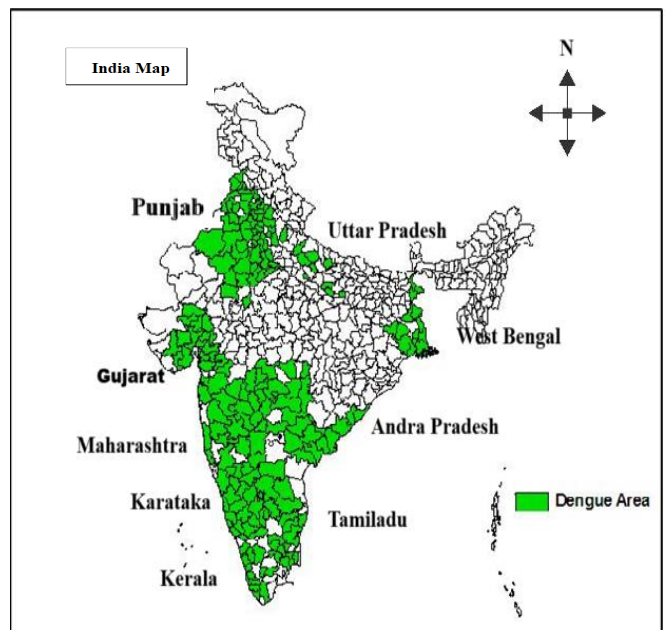 India Map
N
Punjab
Uttar Pradesh
West Bengal
Gujarat
Andra Pradesh
Maharashtra
Karataka
Dengue Area
Tamiladu
Kerala